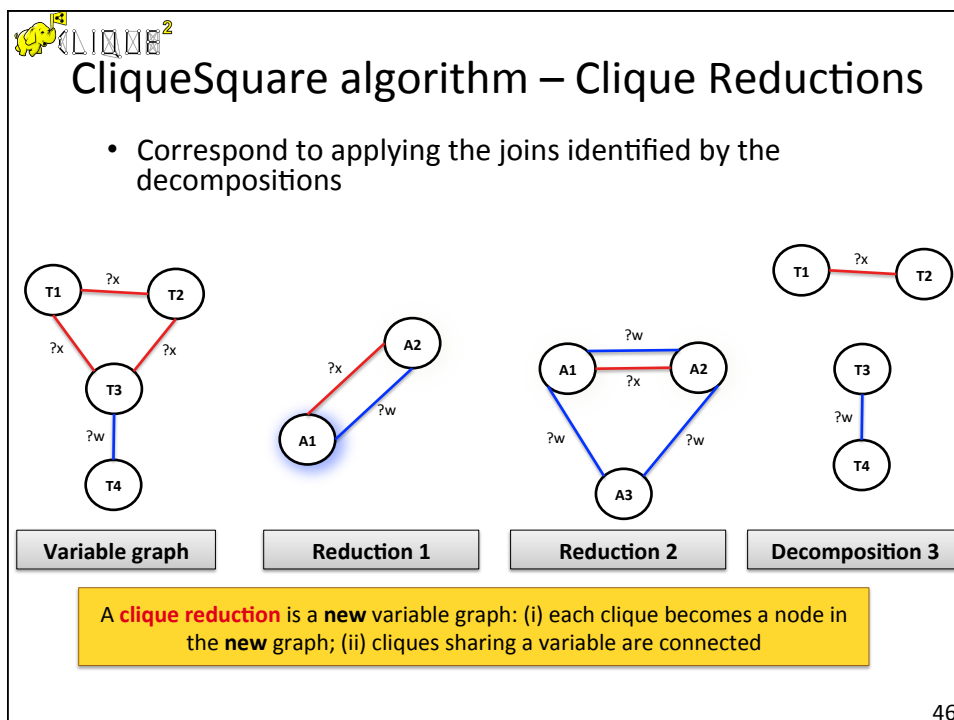 CLIQUE²
CliqueSquare algorithm – Clique Reductions
• Correspond to applying the joins identified by the
decompositions
T1
?x
T2
?x
?x
T3
?w
T4
Variable graph
A2
?x
?w
A1
Reduction 1
?w
A1
?x
A2
?w
?w
A3
Reduction 2
T1
?x
T2
T3
?w
T4
Decomposition 3
A clique reduction is a new variable graph: (i) each clique becomes a node in
the new graph; (ii) cliques sharing a variable are connected
46